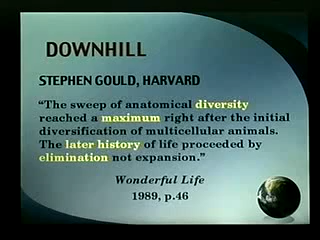 DOWNHILL
STEPHEN GOULD, HARVARD
“The sweep of anatomical diversity
reached a maximum right after the initial
diversification of multicellular animals.
The later history of life proceeded by
elimination not expansion.”
Wonderful Life
1989, p.46